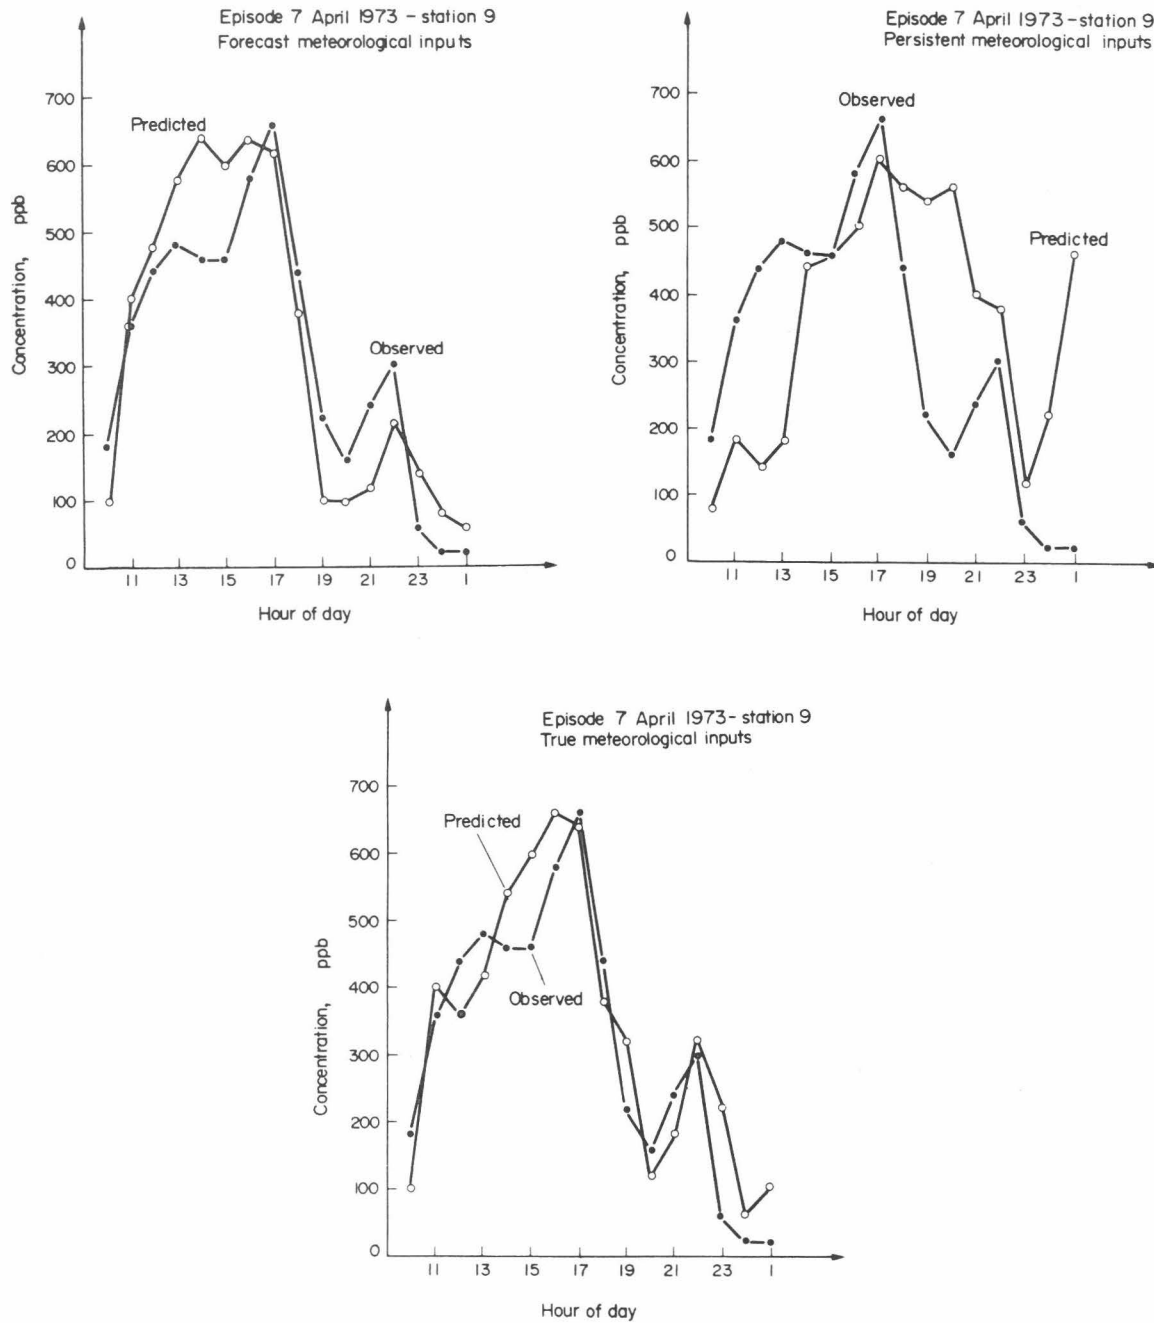 Episode 7 April 1973 - station 9
Forecast meteorological inputs
700
600
500
400
300
200
100
0
Concentration, ppb
Predicted
Observed
11 13 15 17 19 21 23 1
Hour of day
Episode 7 April 1973 - station 9
Persistent meteorological inputs
700
600
500
400
300
200
100
0
Concentration, ppb
Observed
Predicted
11 13 15 17 19 21 23 1
Hour of day
Episode 7 April 1973 - station 9
True meteorological inputs
700
600
500
400
300
200
100
0
Concentration, ppb
Predicted
Observed
11 13 15 17 19 21 23 1
Hour of day